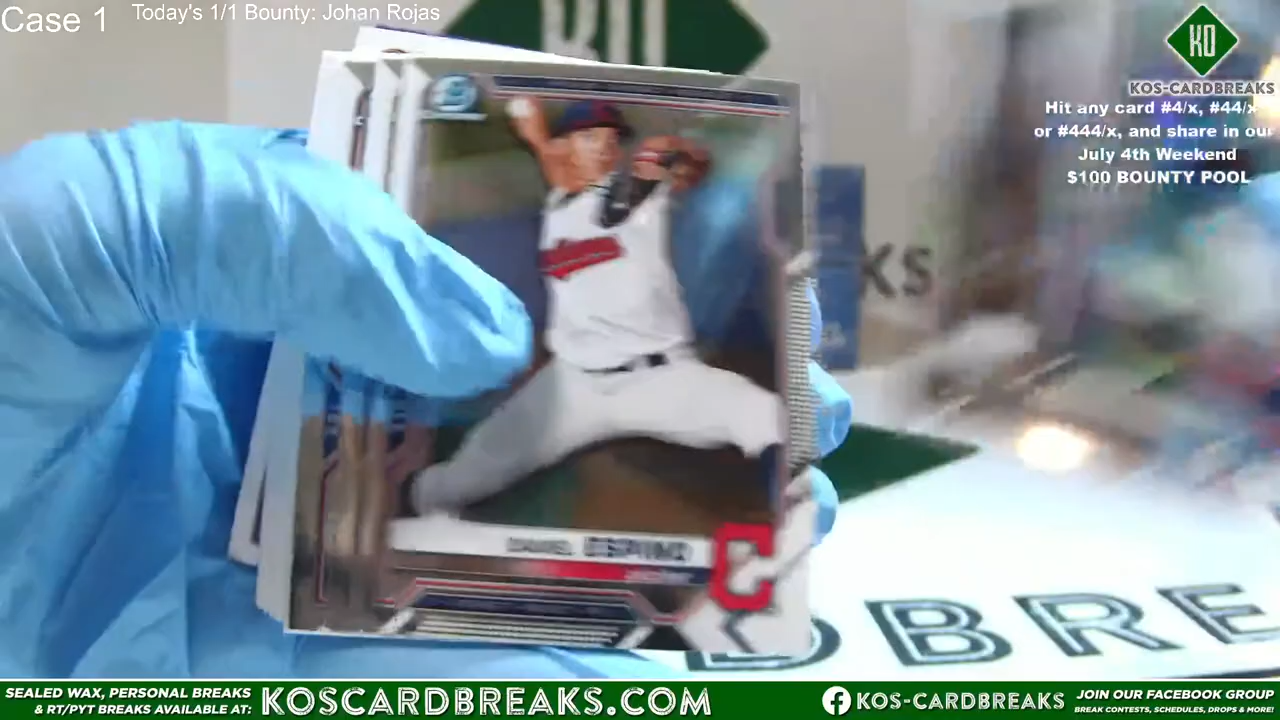 Case 1
Today's 1/1 Bounty: Johan Rojas
KO
KOS-CARDBREAKS
Hit any card #4/x, #44/x
or #444/x, and share in our
July 4th Weekend
$100 BOUNTY POOL
KS
DANIEL ESPINO
C
DBRE
SEALED WAX, PERSONAL BREAKS
& RT/PYT BREAKS AVAILABLE AT:
KOSCARDBREAKS.COM
KOS-CARDBREAKS
JOIN OUR FACEBOOK GROUP
BREAK CONTESTS, SCHEDULES, DROPS & MORE!